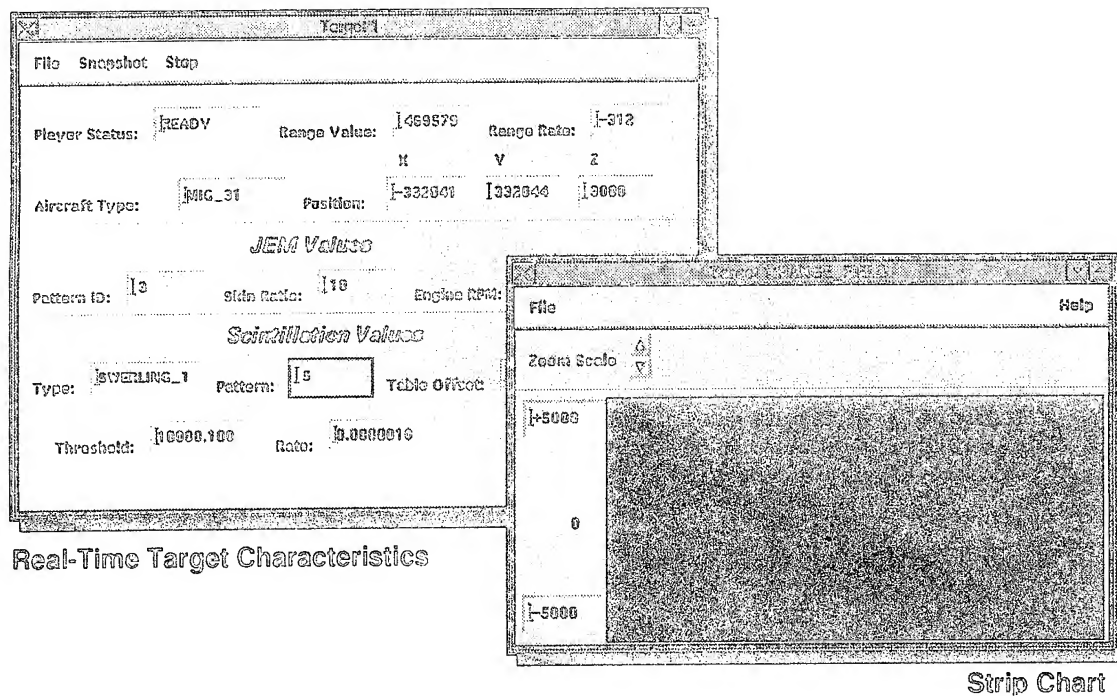 Target 1
File Snapshot Stop
Player Status: READY Range Value: 469579 Range Rate: -312
X Y Z
Aircraft Type: MIG_31 Position: -332041 332044 3000
JEM Values
Pattern ID: 3 Skin Ratio: 10 Engine RPM:
Scintillation Values
Type: SWERLING_1 Pattern: 5 Table Offset:
Threshold: 10000.100 Rate: 0.0000010
Real-Time Target Characteristics
File Help
Zoom Scale
+5000
0
-5000
Strip Chart